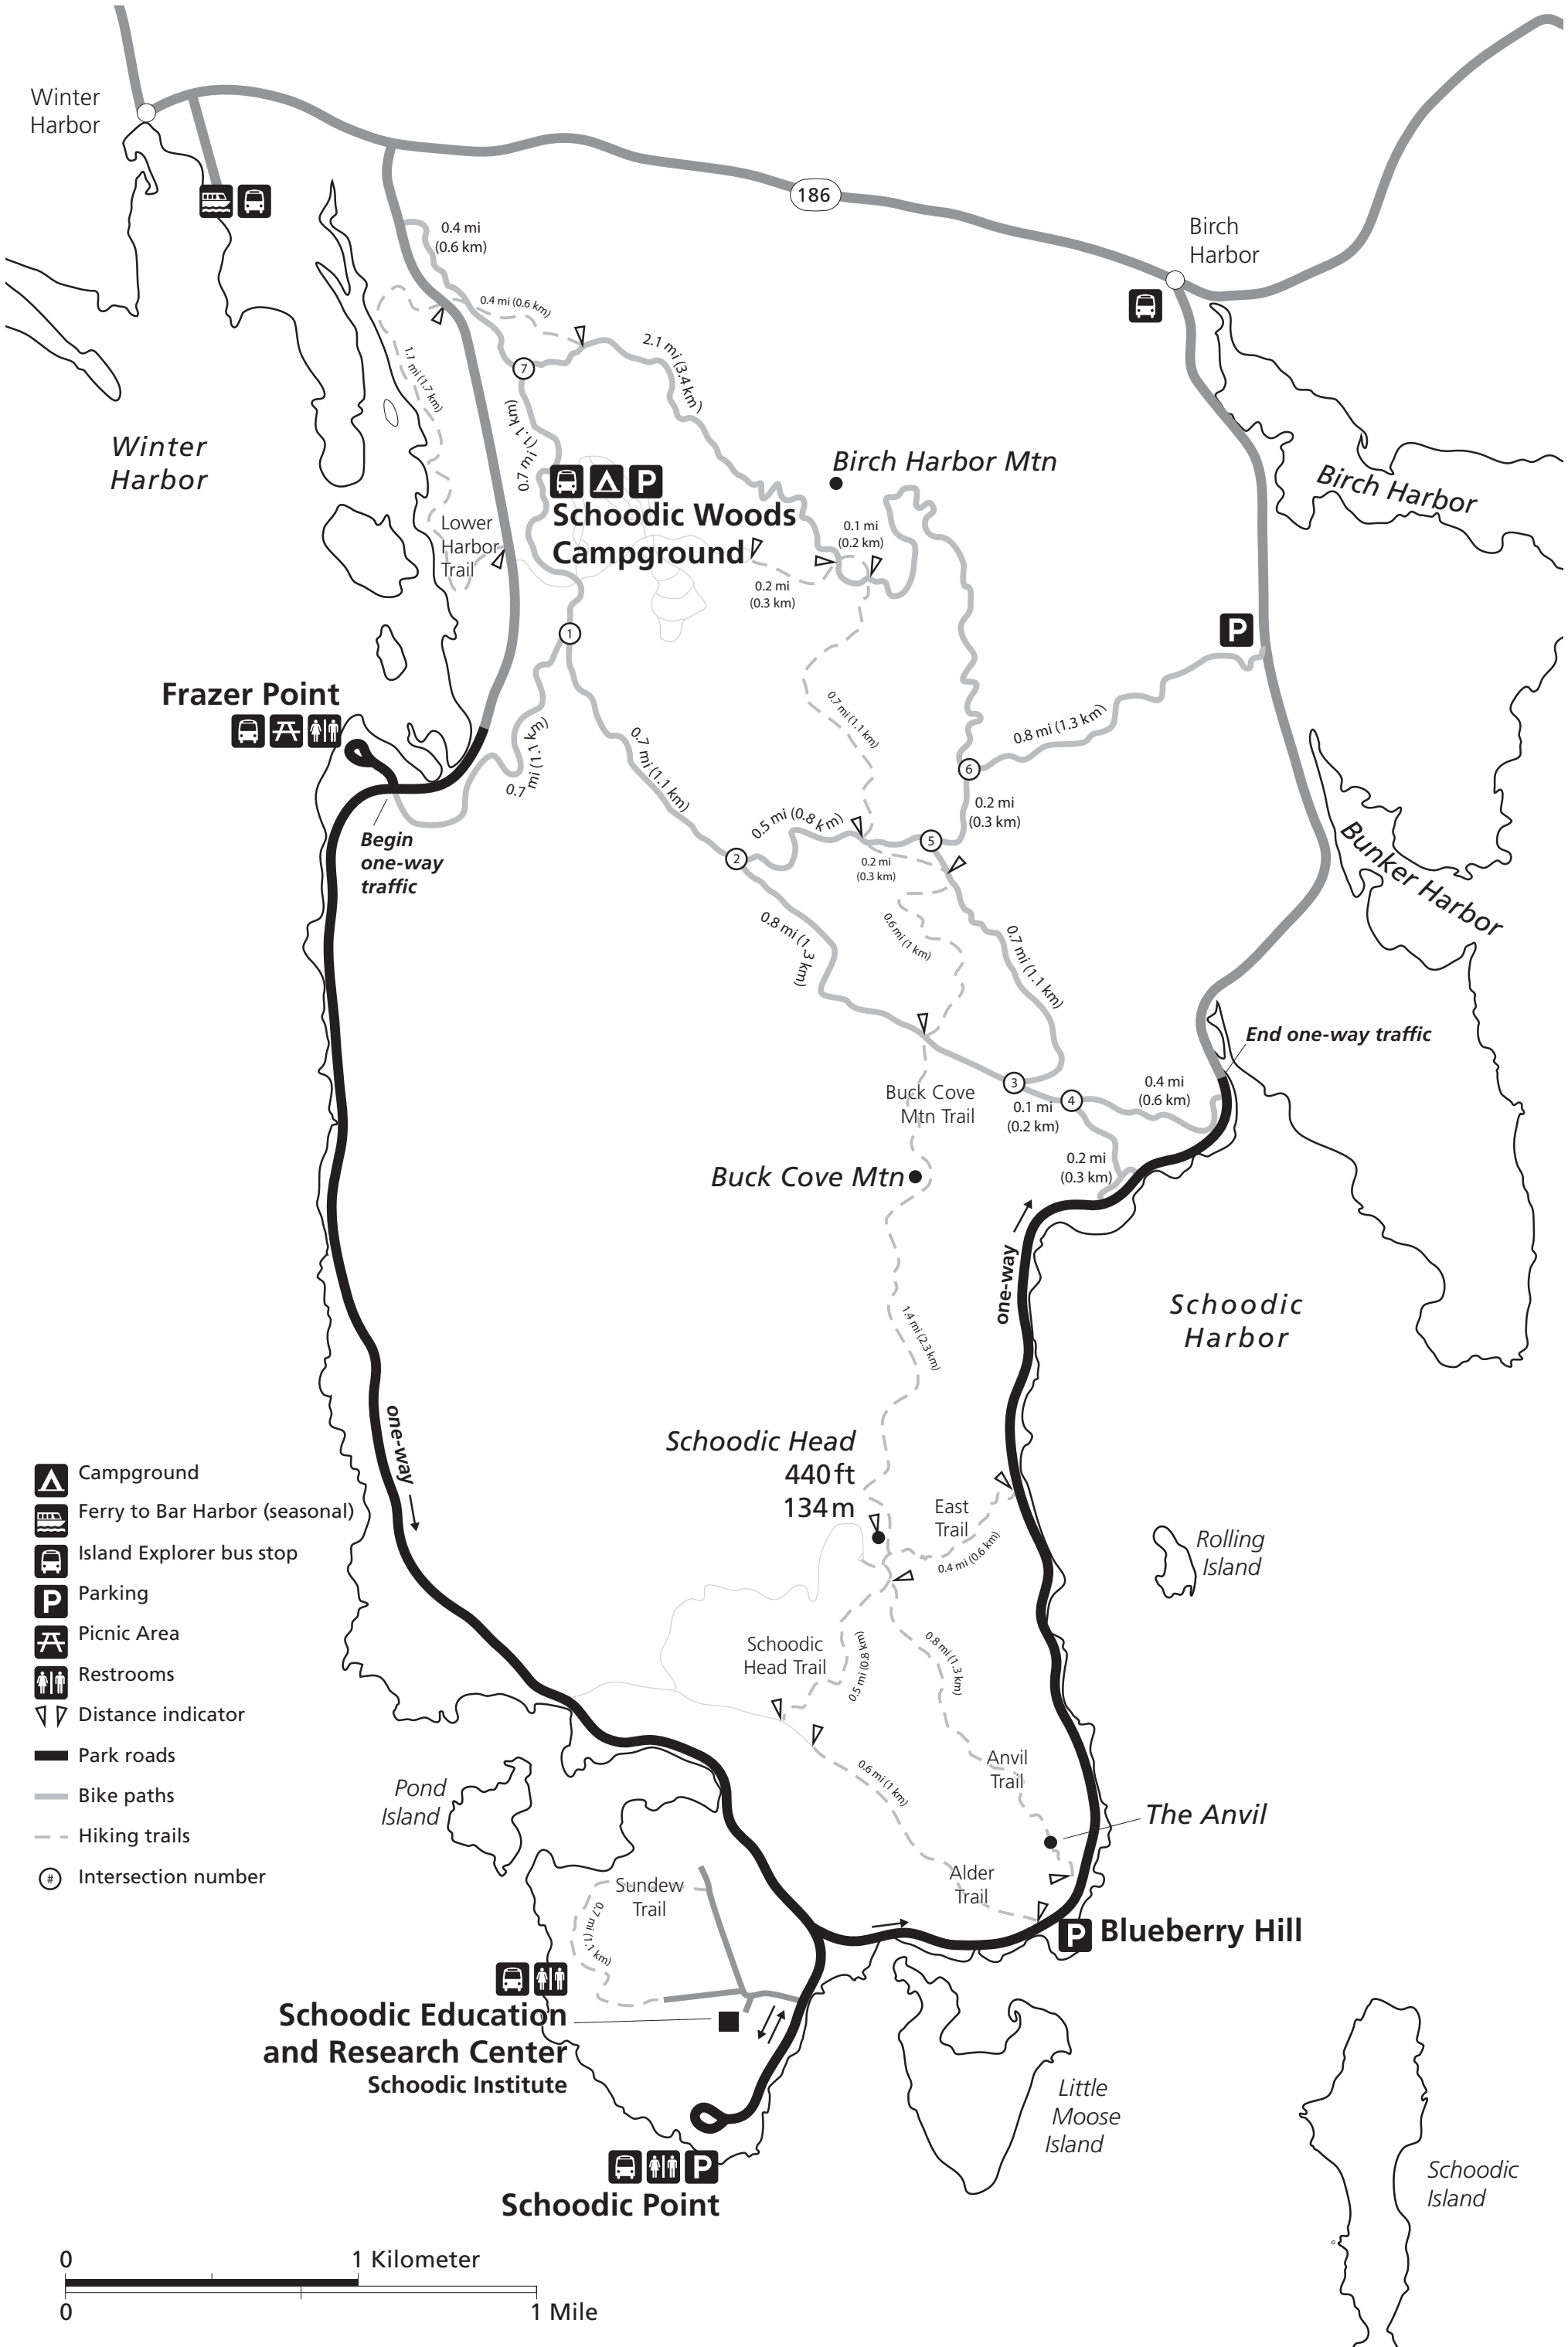 Winter
Harbor
186
Birch
Harbor
0.4 mi
(0.6 km)
0.4 mi (0.6 km)
2.1 mi (3.4 km)
1.1 mi (1.7 km)
7
0.7 mi (1.1 km)
Winter
Harbor
Birch Harbor Mtn
Birch Harbor
P
Schoodic Woods
Campground
Lower
Harbor
Trail
0.1 mi
(0.2 km)
0.2 mi
(0.3 km)
1
P
Frazer Point
0.7 mi (1.1 km)
0.7 mi (1.1 km)
0.7 mi (1.1 km)
0.8 mi (1.3 km)
6
0.2 mi
(0.3 km)
Begin
one-way
traffic
2
0.5 mi (0.8 km)
5
0.2 mi
(0.3 km)
Bunker Harbor
0.8 mi (1.3 km)
0.6 mi (1 km)
0.7 mi (1.1 km)
End one-way traffic
Buck Cove
Mtn Trail
3
0.1 mi
(0.2 km)
4
0.4 mi
(0.6 km)
0.2 mi
(0.3 km)
Buck Cove Mtn
one-way
Schoodic
Harbor
1.4 mi (2.3 km)
one-way
Schoodic Head
440 ft
134 m
East
Trail
0.4 mi (0.6 km)
Rolling
Island
Campground
Ferry to Bar Harbor (seasonal)
Island Explorer bus stop
P
Parking
Picnic Area
Restrooms
Distance indicator
Park roads
Bike paths
Hiking trails
#
Intersection number
Schoodic
Head Trail
0.5 mi (0.8 km)
0.8 mi (1.3 km)
Anvil
Trail
0.6 mi (1 km)
The Anvil
Pond
Island
Alder
Trail
Sundew
Trail
0.7 mi (1.1 km)
P
Blueberry Hill
Schoodic Education
and Research Center
Schoodic Institute
Little
Moose
Island
P
Schoodic Point
Schoodic
Island
0
1 Kilometer
0
1 Mile